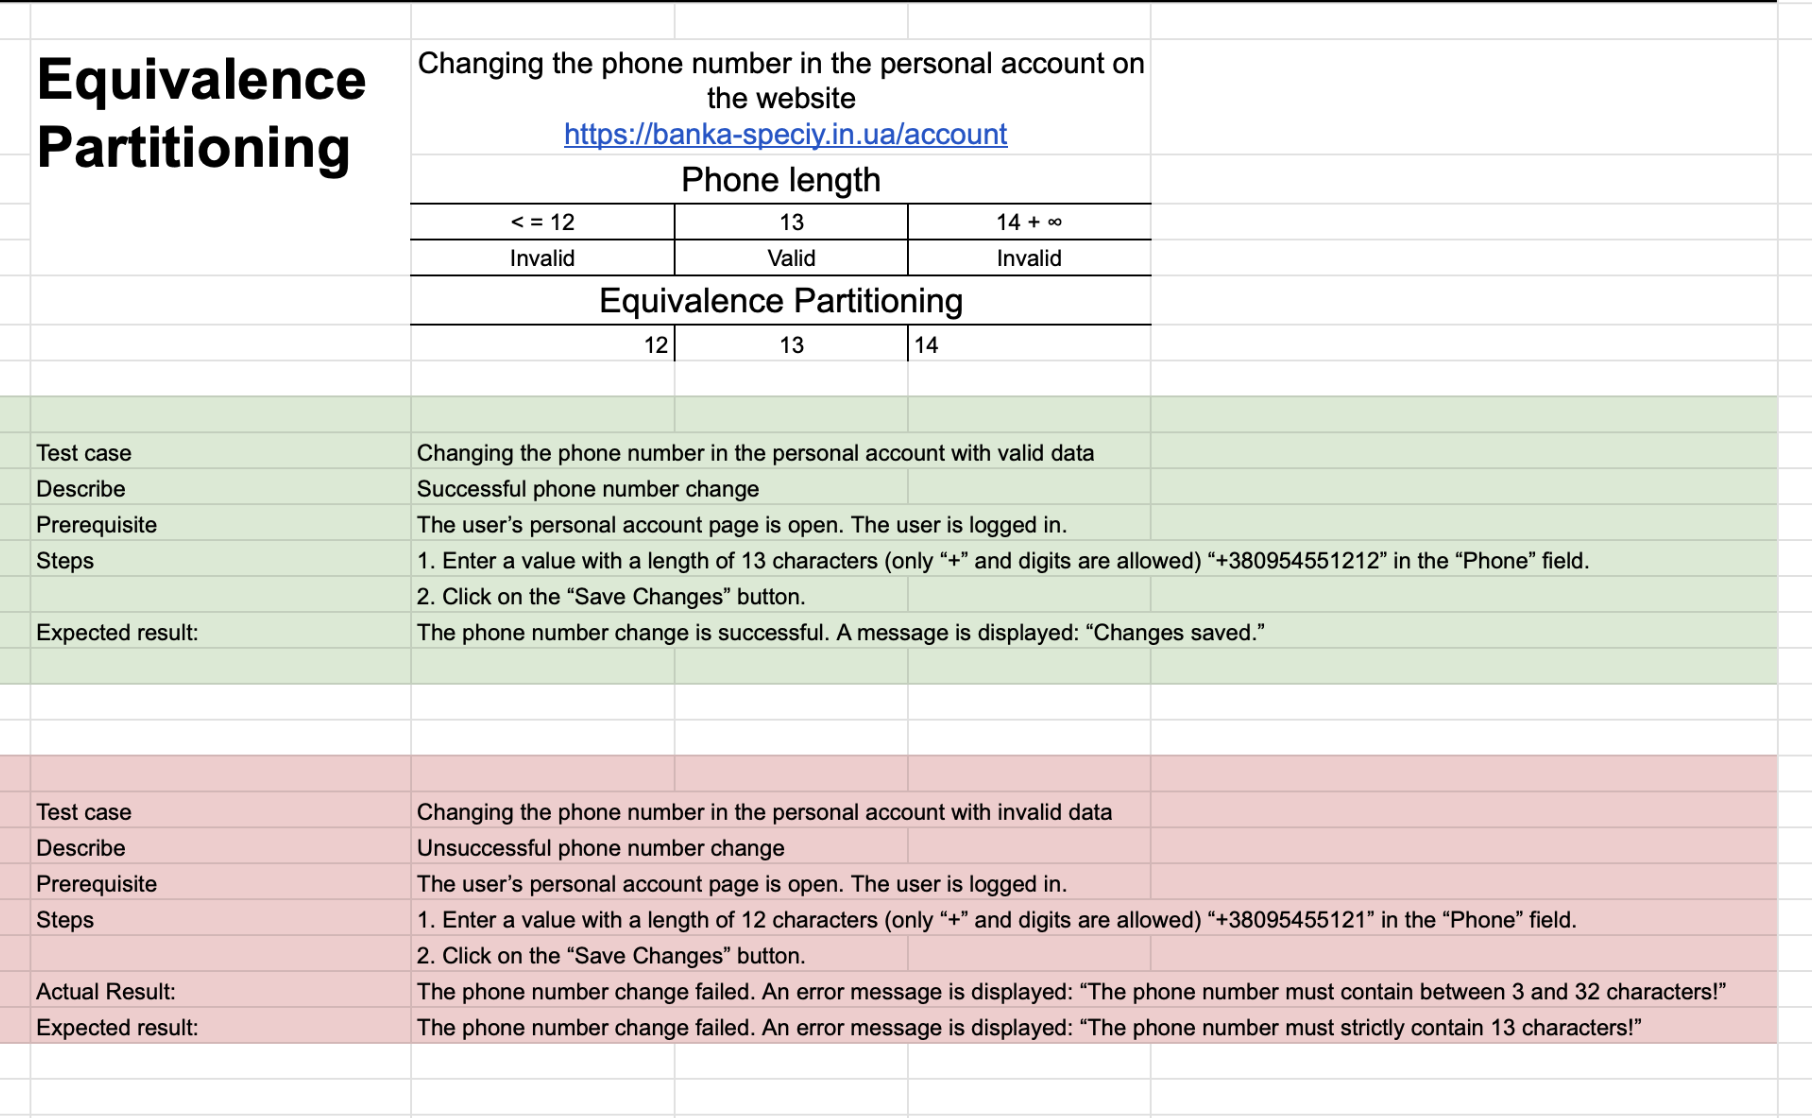 Equivalence
Partitioning
Changing the phone number in the personal account on
the website
https://banka-speciy.in.ua/account
Phone length
< = 12 13 14 + ∞
Invalid Valid Invalid
Equivalence Partitioning
12 13 14
Test case Changing the phone number in the personal account with valid data
Describe Successful phone number change
Prerequisite The user’s personal account page is open. The user is logged in.
Steps 1. Enter a value with a length of 13 characters (only “+” and digits are allowed) “+380954551212” in the “Phone” field.
2. Click on the “Save Changes” button.
Expected result: The phone number change is successful. A message is displayed: “Changes saved.”
Test case Changing the phone number in the personal account with invalid data
Describe Unsuccessful phone number change
Prerequisite The user’s personal account page is open. The user is logged in.
Steps 1. Enter a value with a length of 12 characters (only “+” and digits are allowed) “+38095455121” in the “Phone” field.
2. Click on the “Save Changes” button.
Actual Result: The phone number change failed. An error message is displayed: “The phone number must contain between 3 and 32 characters!”
Expected result: The phone number change failed. An error message is displayed: “The phone number must strictly contain 13 characters!”